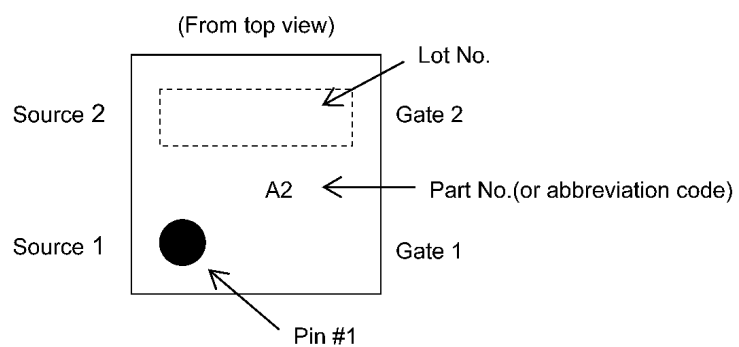 (From top view)
Lot No.
Source 2
Gate 2
A2
Part No.(or abbreviation code)
Source 1
Gate 1
Pin #1